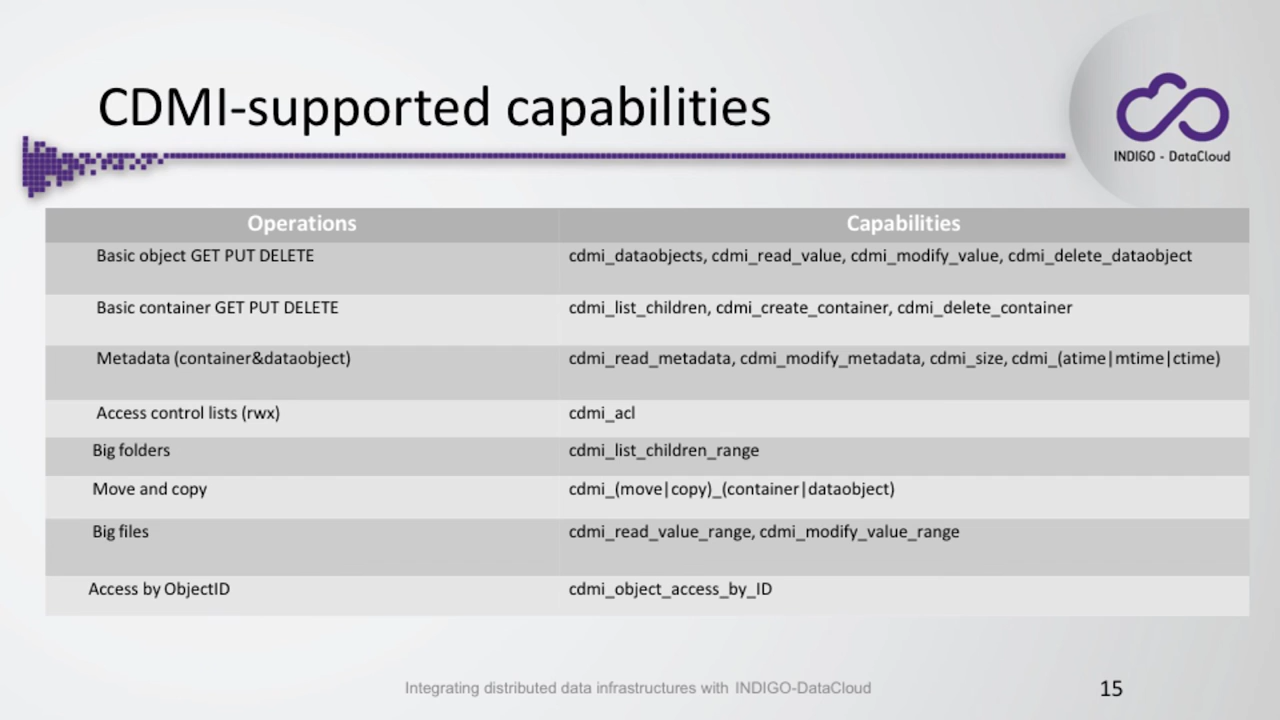 CDMI-supported capabilities
INDIGO - DataCloud
Operations Capabilities
Basic object GET PUT DELETE cdmi_dataobjects, cdmi_read_value, cdmi_modify_value, cdmi_delete_dataobject
Basic container GET PUT DELETE cdmi_list_children, cdmi_create_container, cdmi_delete_container
Metadata (container&dataobject) cdmi_read_metadata, cdmi_modify_metadata, cdmi_size, cdmi_(atime|mtime|ctime)
Access control lists (rwx) cdmi_acl
Big folders cdmi_list_children_range
Move and copy cdmi_(move|copy)_(container|dataobject)
Big files cdmi_read_value_range, cdmi_modify_value_range
Access by ObjectID cdmi_object_access_by_ID
Integrating distributed data infrastructures with INDIGO-DataCloud
15